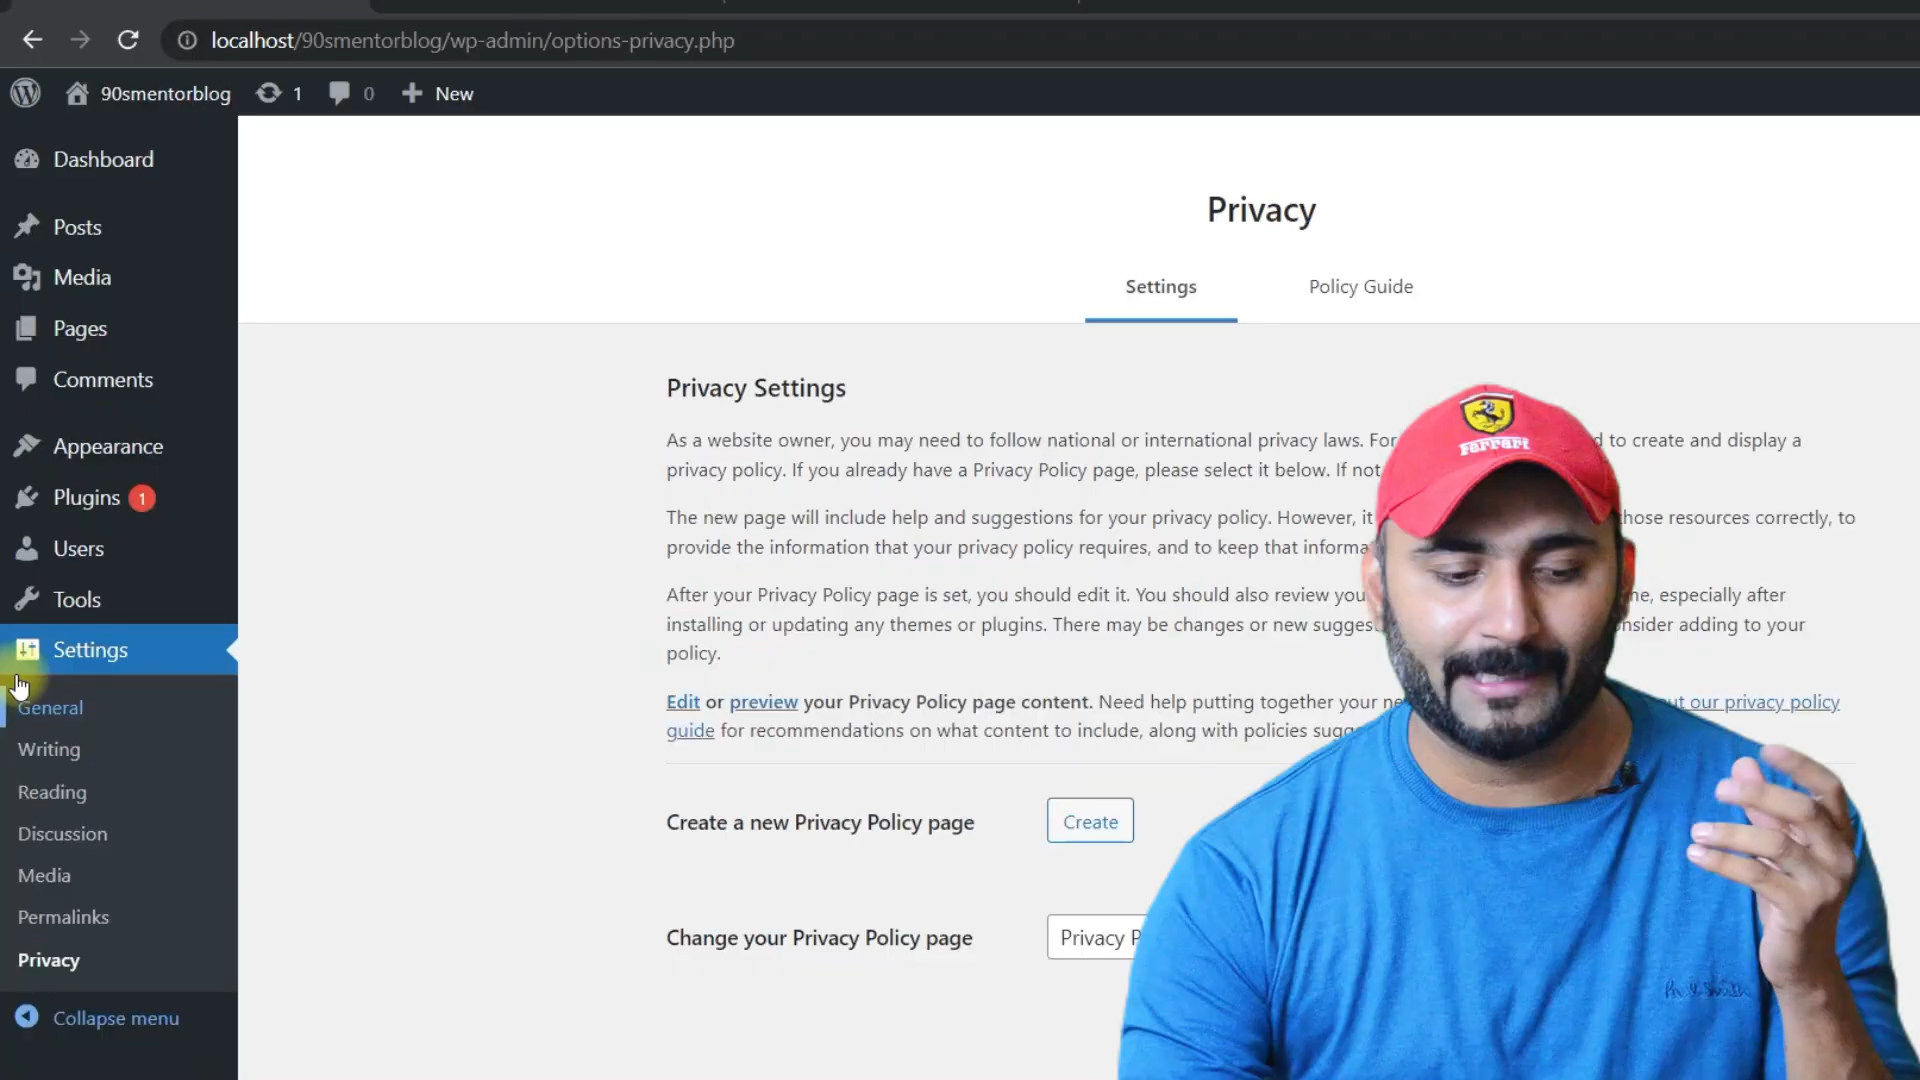 localhost/90smentorblog/wp-admin/options-privacy.php
90smentorblog 1 0 New
Dashboard
Posts
Media
Pages
Comments
Appearance
Plugins 1
Users
Tools
Settings
General
Writing
Reading
Discussion
Media
Permalinks
Privacy
Collapse menu
Privacy
Settings Policy Guide
Privacy Settings
As a website owner, you may need to follow national or international privacy laws. For to create and display a
privacy policy. If you already have a Privacy Policy page, please select it below. If not
The new page will include help and suggestions for your privacy policy. However, it those resources correctly, to
provide the information that your privacy policy requires, and to keep that
After your Privacy Policy page is set, you should edit it. You should also review especially after
installing or updating any themes or plugins. There may be changes or new adding to your
policy.
Edit or preview your Privacy Policy page content. Need help putting together your our privacy policy
guide for recommendations on what content to include, along with policies
Create a new Privacy Policy page Create
Change your Privacy Policy page Privacy
Ferrari